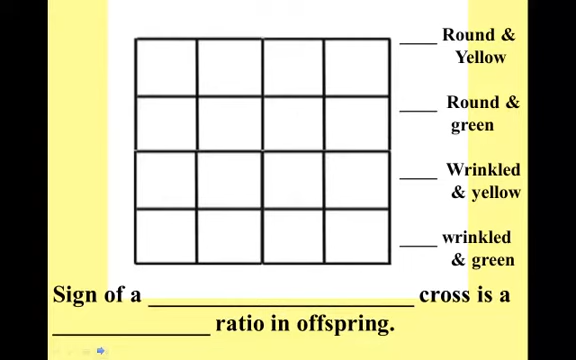 ____ Round &
Yellow
____ Round &
green
____ Wrinkled
& yellow
____ wrinkled
& green
Sign of a ______________________ cross is a
_____________ ratio in offspring.